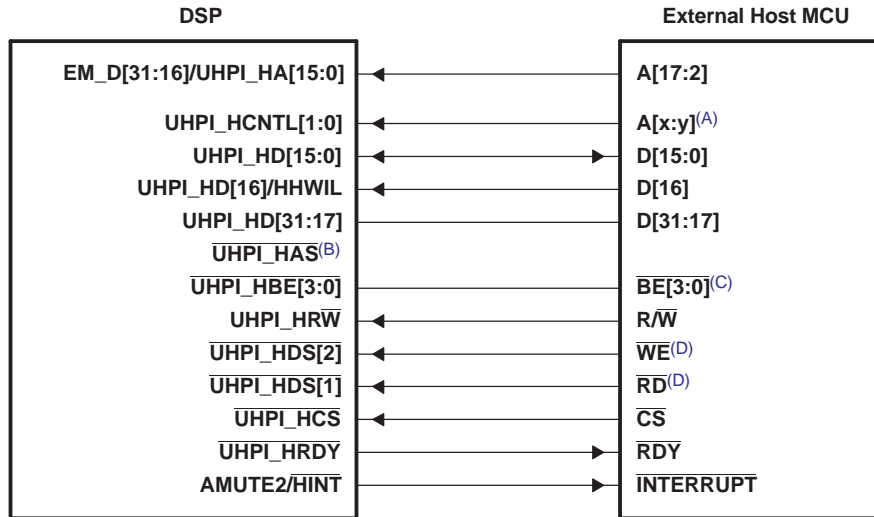 DSP External Host MCU
EM_D[31:16]/UHPI_HA[15:0] A[17:2]
UHPI_HCNTL[1:0] A[x:y](A)
UHPI_HD[15:0] D[15:0]
UHPI_HD[16]/HHWIL D[16]
UHPI_HD[31:17] D[31:17]
UHPI_HAS(B)
UHPI_HBE[3:0] BE[3:0](C)
UHPI_HRW R/W
UHPI_HDS[2] WE(D)
UHPI_HDS[1] RD(D)
UHPI_HCS CS
UHPI_HRDY RDY
AMUTE2/HINT INTERRUPT